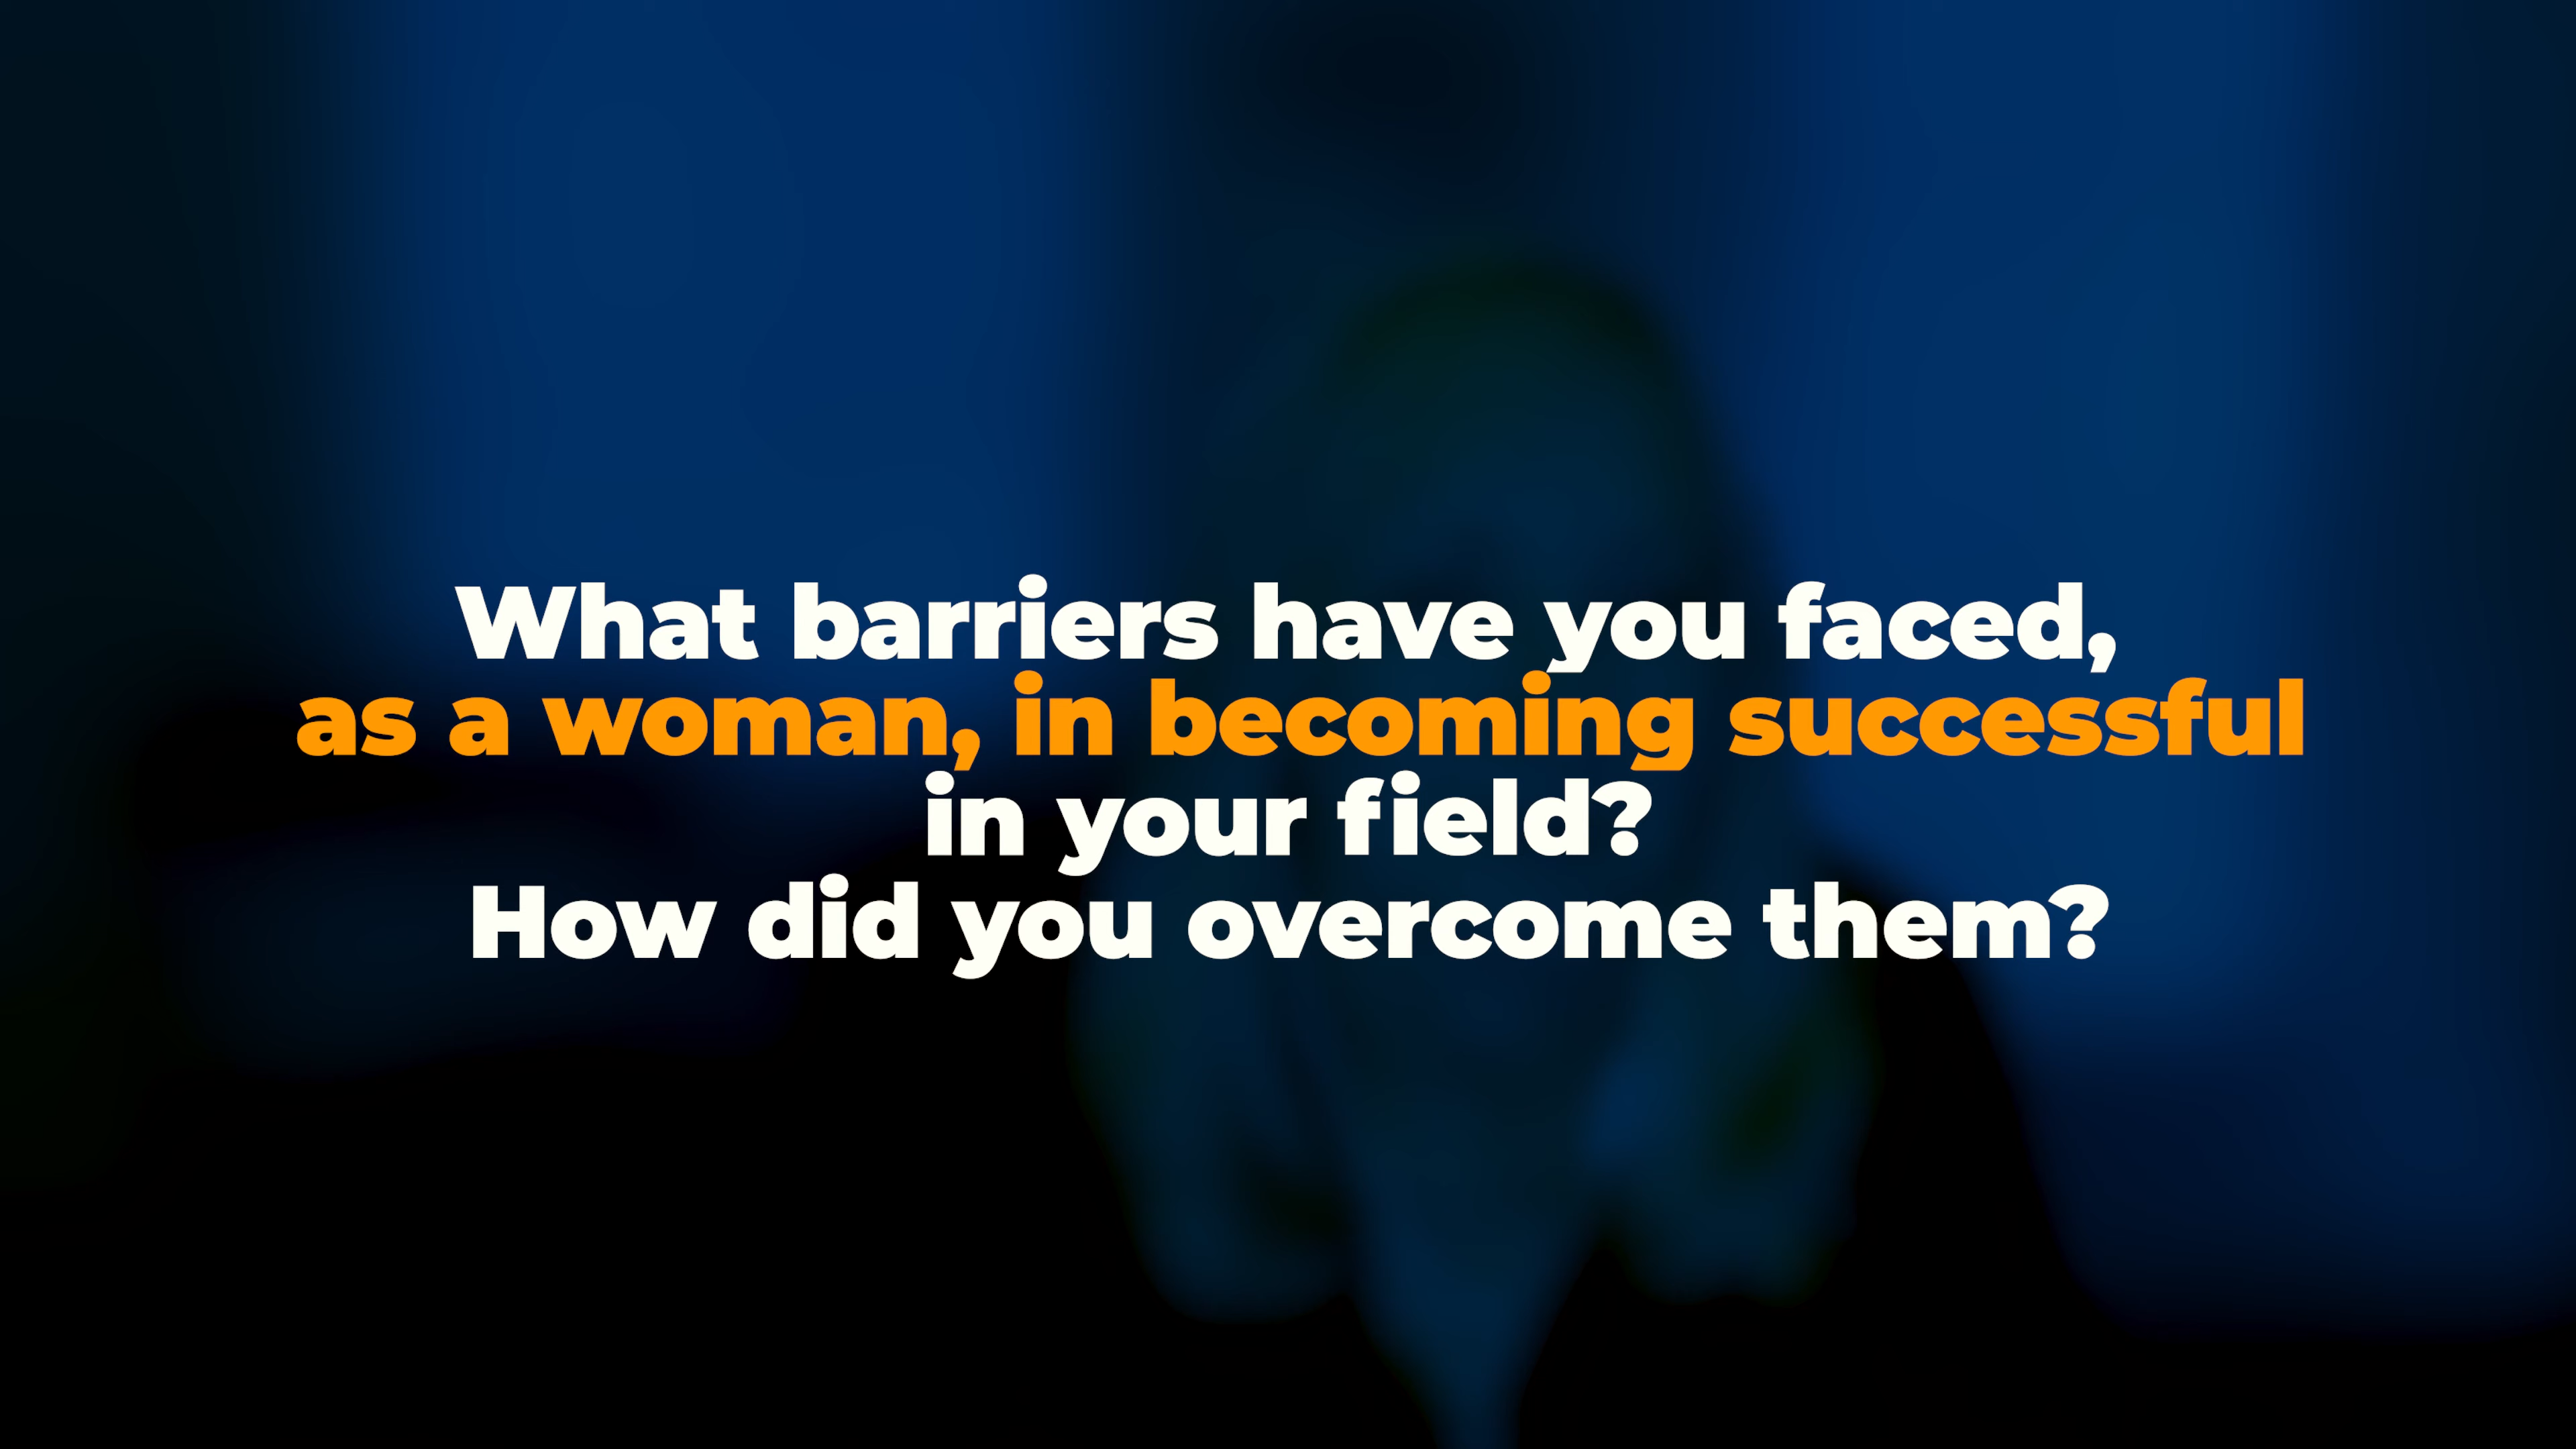 What barriers have you faced,
as a woman, in becoming successful
in your field?
How did you overcome them?